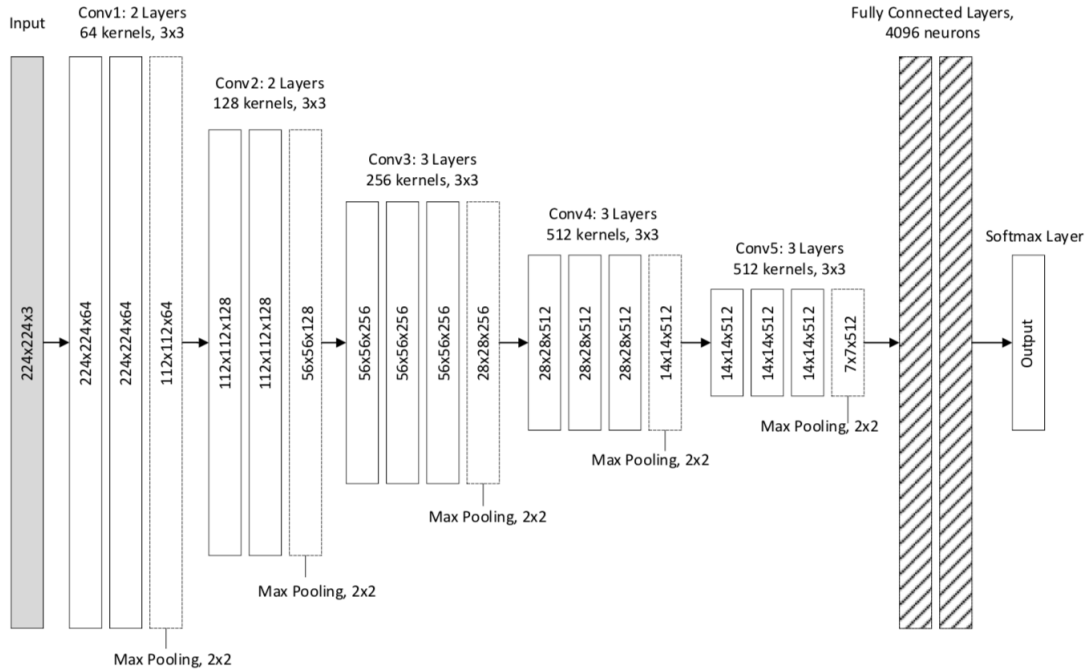 Input
Conv1: 2 Layers
64 kernels, 3x3
224x224x3
224x224x64
224x224x64
112x112x64
Max Pooling, 2x2
Conv2: 2 Layers
128 kernels, 3x3
112x112x128
112x112x128
56x56x128
Max Pooling, 2x2
Conv3: 3 Layers
256 kernels, 3x3
56x56x256
56x56x256
56x56x256
28x28x256
Max Pooling, 2x2
Conv4: 3 Layers
512 kernels, 3x3
28x28x512
28x28x512
28x28x512
14x14x512
Max Pooling, 2x2
Conv5: 3 Layers
512 kernels, 3x3
14x14x512
14x14x512
14x14x512
7x7x512
Max Pooling, 2x2
Fully Connected Layers,
4096 neurons
Softmax Layer
Output